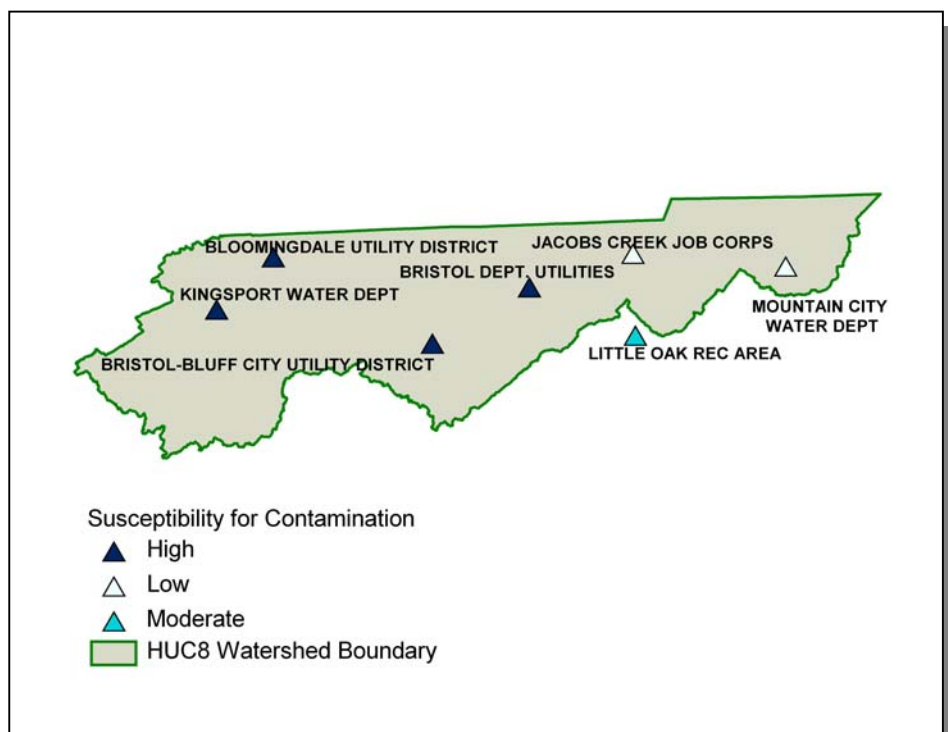 BLOOMINGDALE UTILITY DISTRICT
JACOBS CREEK JOB CORPS
BRISTOL DEPT. UTILITIES
KINGSPORT WATER DEPT
MOUNTAIN CITY
WATER DEPT
LITTLE OAK REC AREA
BRISTOL-BLUFF CITY UTILITY DISTRICT
Susceptibility for Contamination
High
Low
Moderate
HUC8 Watershed Boundary